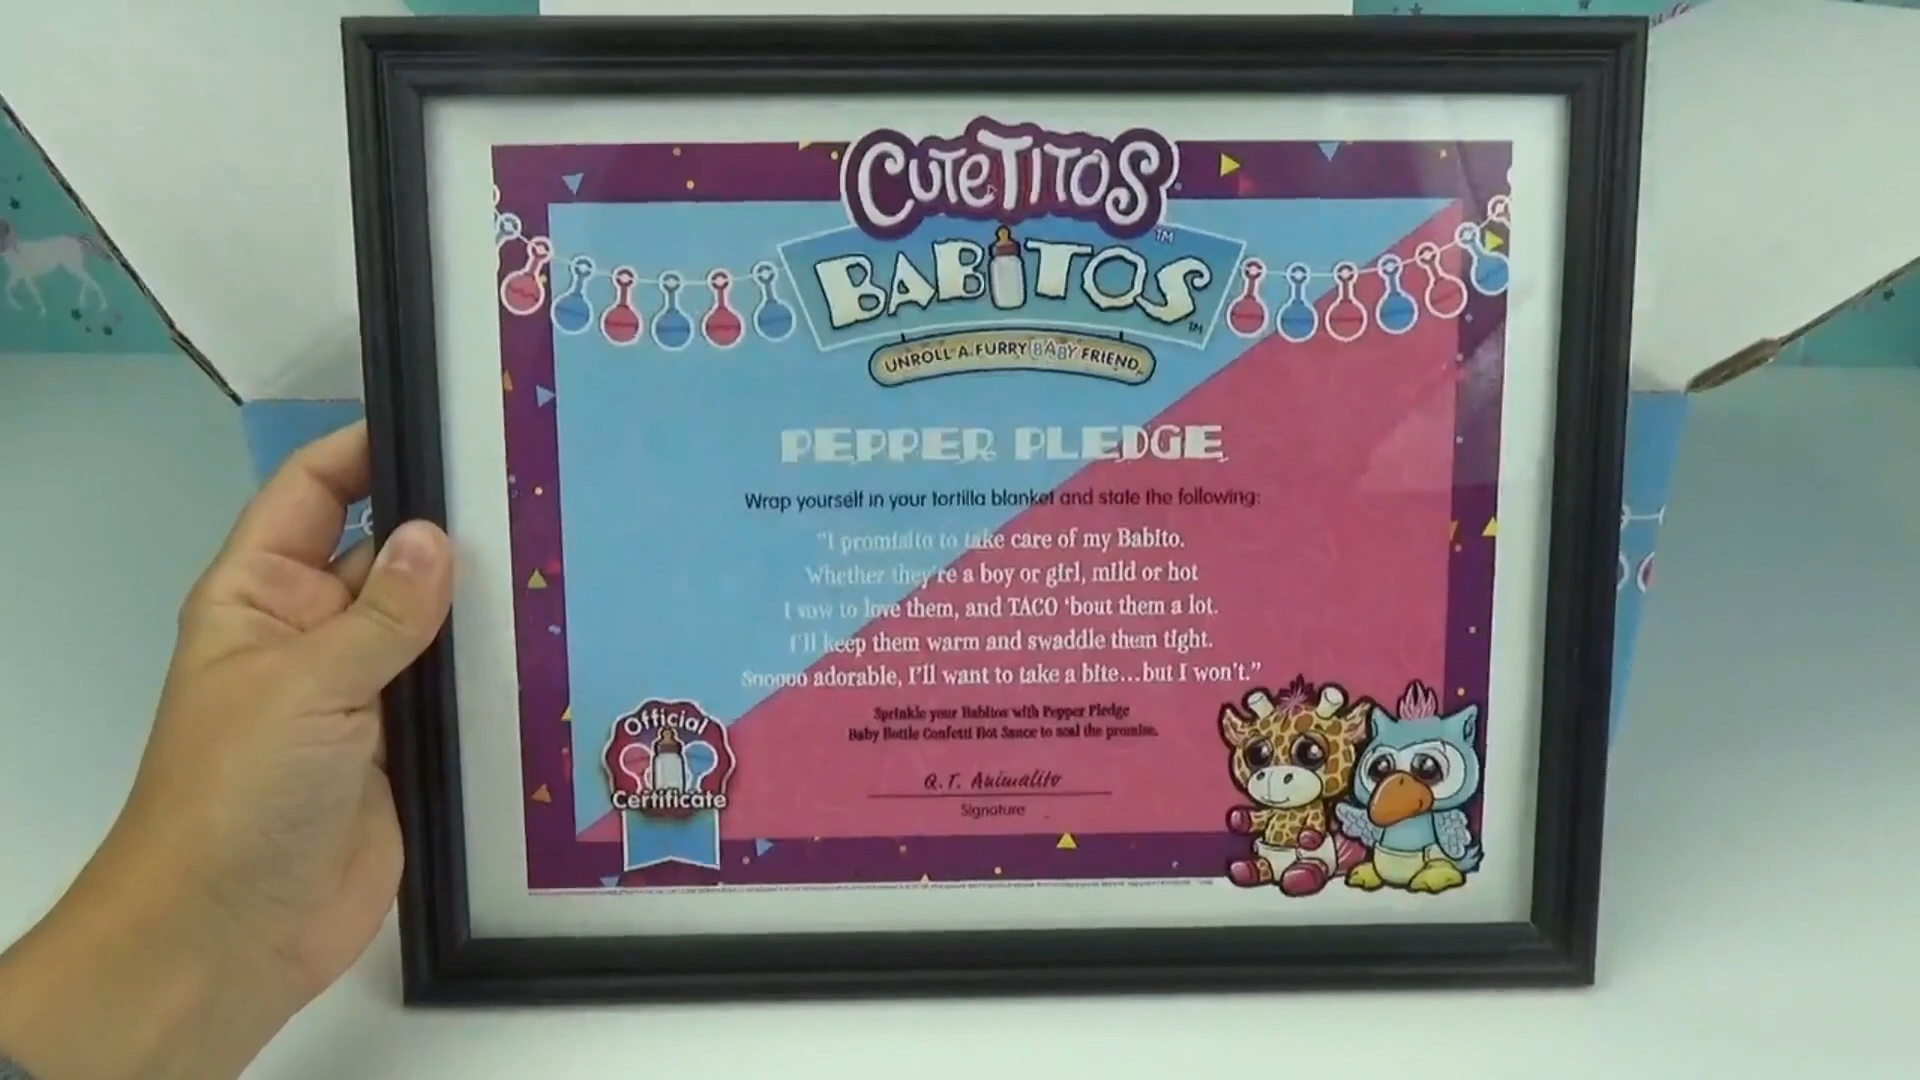 CUTETITOS
BABITOS™
UNROLL A FURRY BABY FRIEND
PEPPER PLEDGE
Wrap yourself in your tortilla blanket and state the following:
"I promisito to take care of my Babito.
Whether they're a boy or girl, mild or hot
I vow to love them, and TACO 'bout them a lot.
I'll keep them warm and swaddle them tight.
Sooooo adorable, I'll want to take a bite...but I won't."
Sprinkle your Babitos with Pepper Pledge
Baby Bottle Confetti Hot Sauce to seal the promise.
Q.T. Animalito
Signature
Official
Certificate